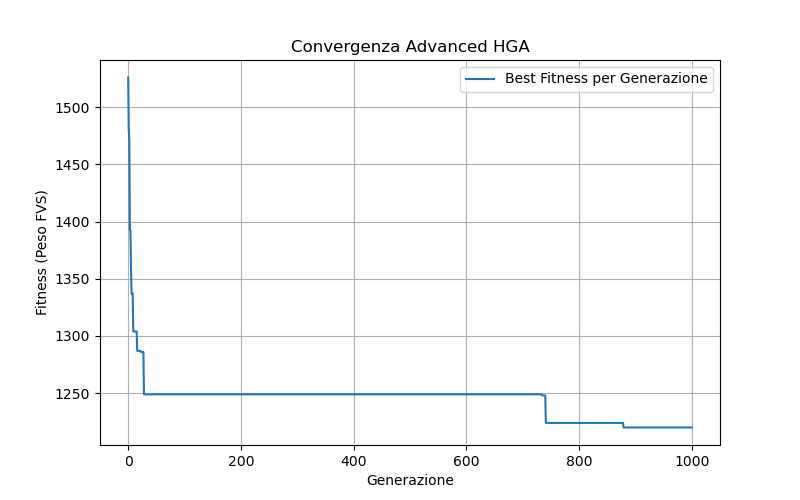 Convergenza Advanced HGA
Best Fitness per Generazione
Fitness (Peso FVS)
1500
1450
1400
1350
1300
1250
0 200 400 600 800 1000
Generazione